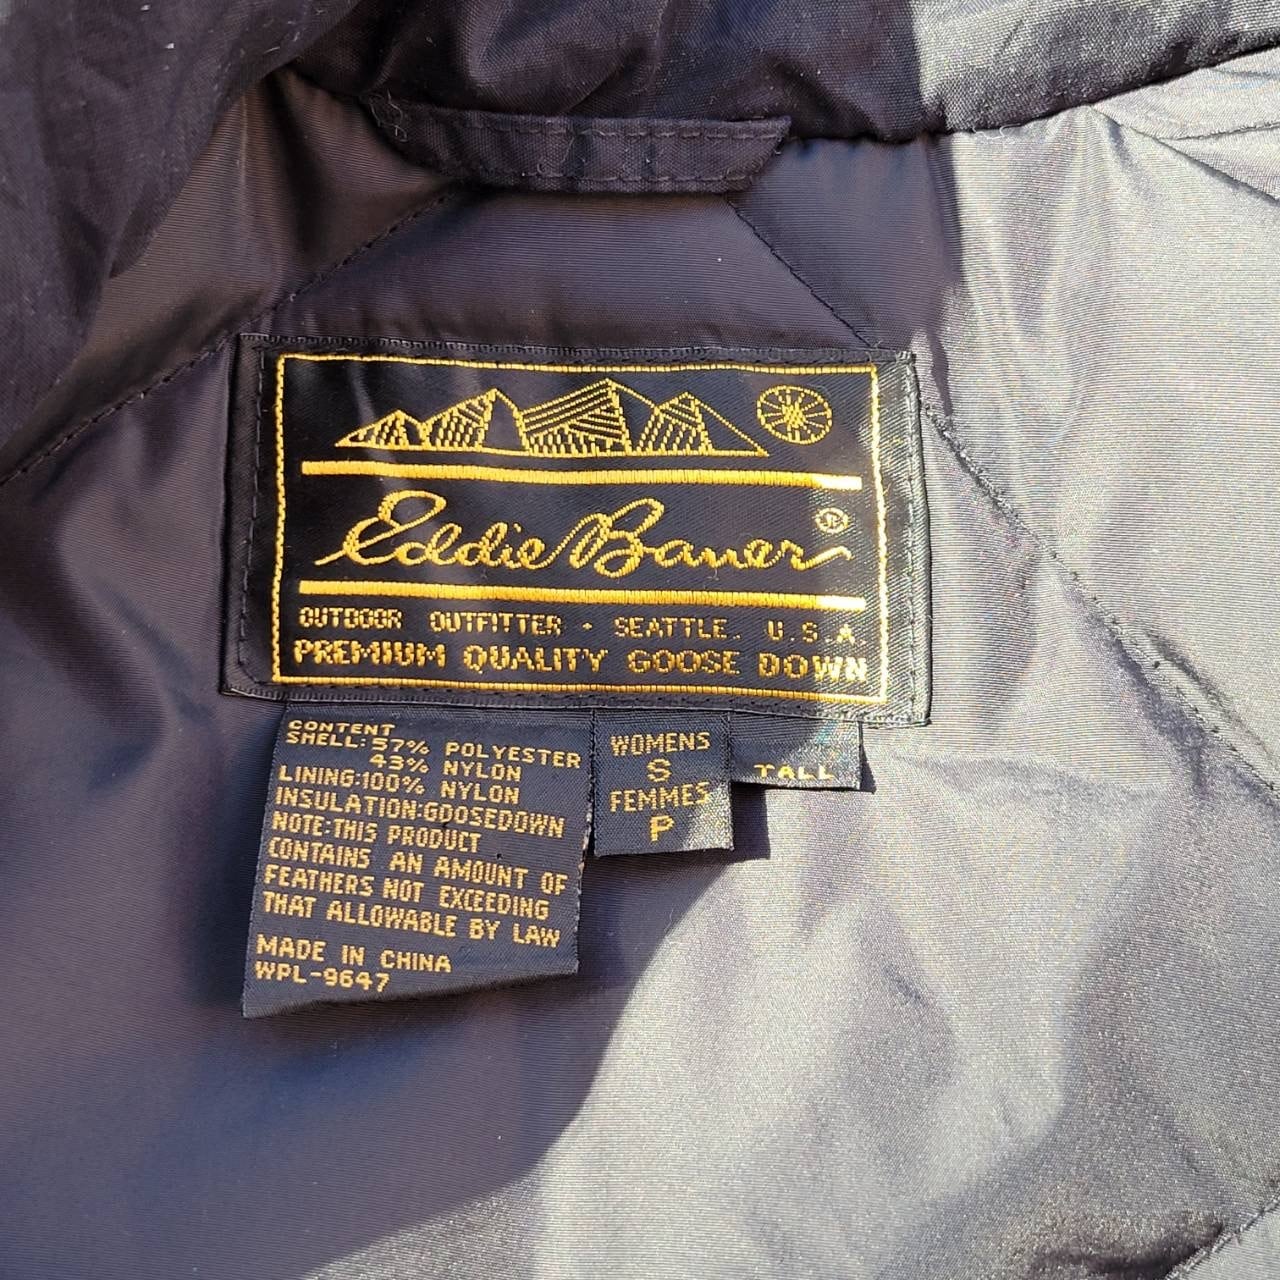 Eddie Bauer ®
OUTDOOR OUTFITTER · SEATTLE. U.S.A.
PREMIUM QUALITY GOOSE DOWN
CONTENT
SHELL: 57% POLYESTER
43% NYLON
LINING:100% NYLON
INSULATION:GOOSEDOWN
NOTE:THIS PRODUCT
CONTAINS AN AMOUNT OF
FEATHERS NOT EXCEEDING
THAT ALLOWABLE BY LAW
MADE IN CHINA
WPL-9647
WOMENS
S
FEMMES
P
TALL